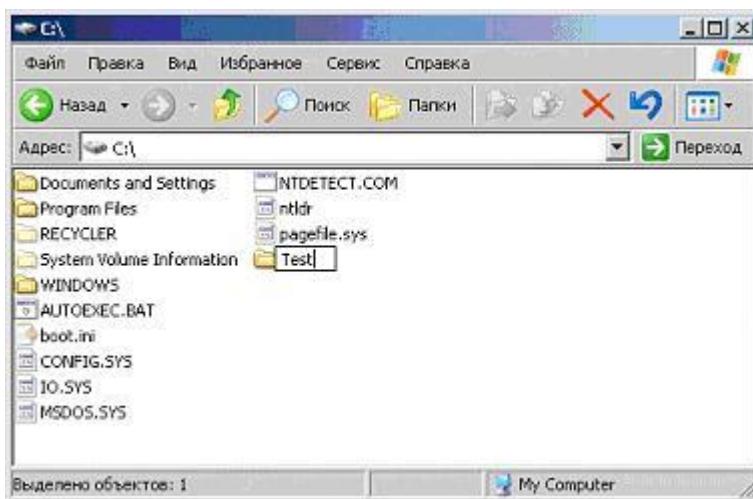 C:\
Файл Правка Вид Избранное Сервис Справка
Назад Поиск Папки
Адрес: C:\ Переход
Documents and Settings
Program Files
RECYCLER
System Volume Information
WINDOWS
AUTOEXEC.BAT
boot.ini
CONFIG.SYS
IO.SYS
MSDOS.SYS
NTDETECT.COM
ntldr
pagefile.sys
Test
Выделено объектов: 1 My Computer